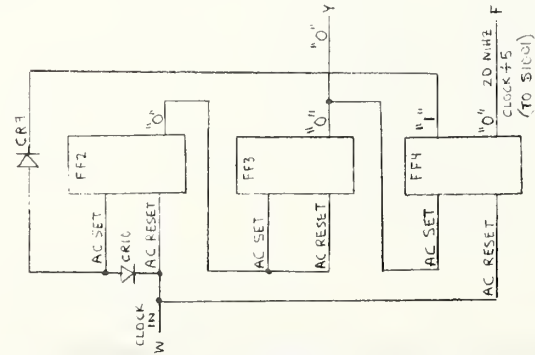 CR7
FF2
"0"
AC SET
AC RESET
CR10
CLOCK
IN
W
FF3
"0"
"0"
Y
AC SET
AC RESET
FF4
"1"
"0"
AC SET
AC RESET
20 MHZ
F
CLOCK ÷ 5
(TO S1001)